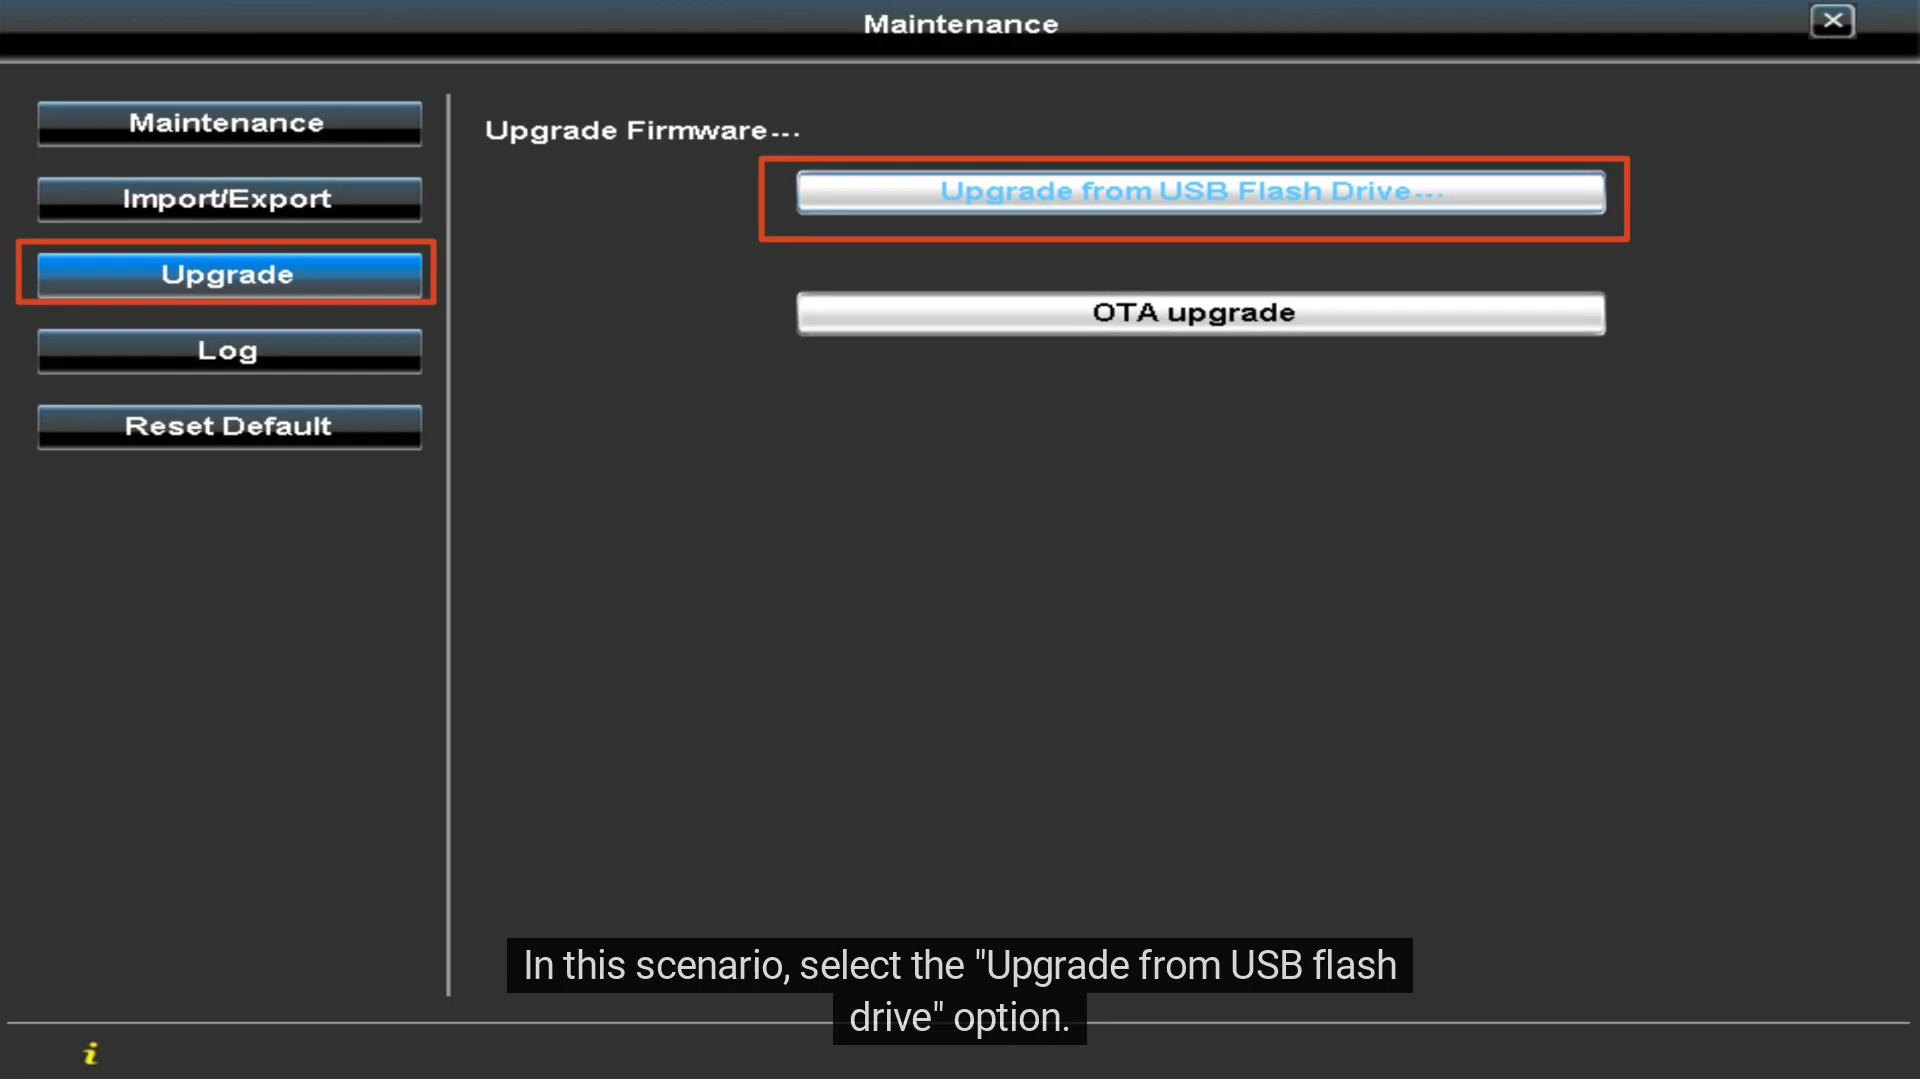 Maintenance
Maintenance
Import/Export
Upgrade
Log
Reset Default
Upgrade Firmware...
Upgrade from USB Flash Drive...
OTA upgrade
In this scenario, select the "Upgrade from USB flash
drive" option.
i